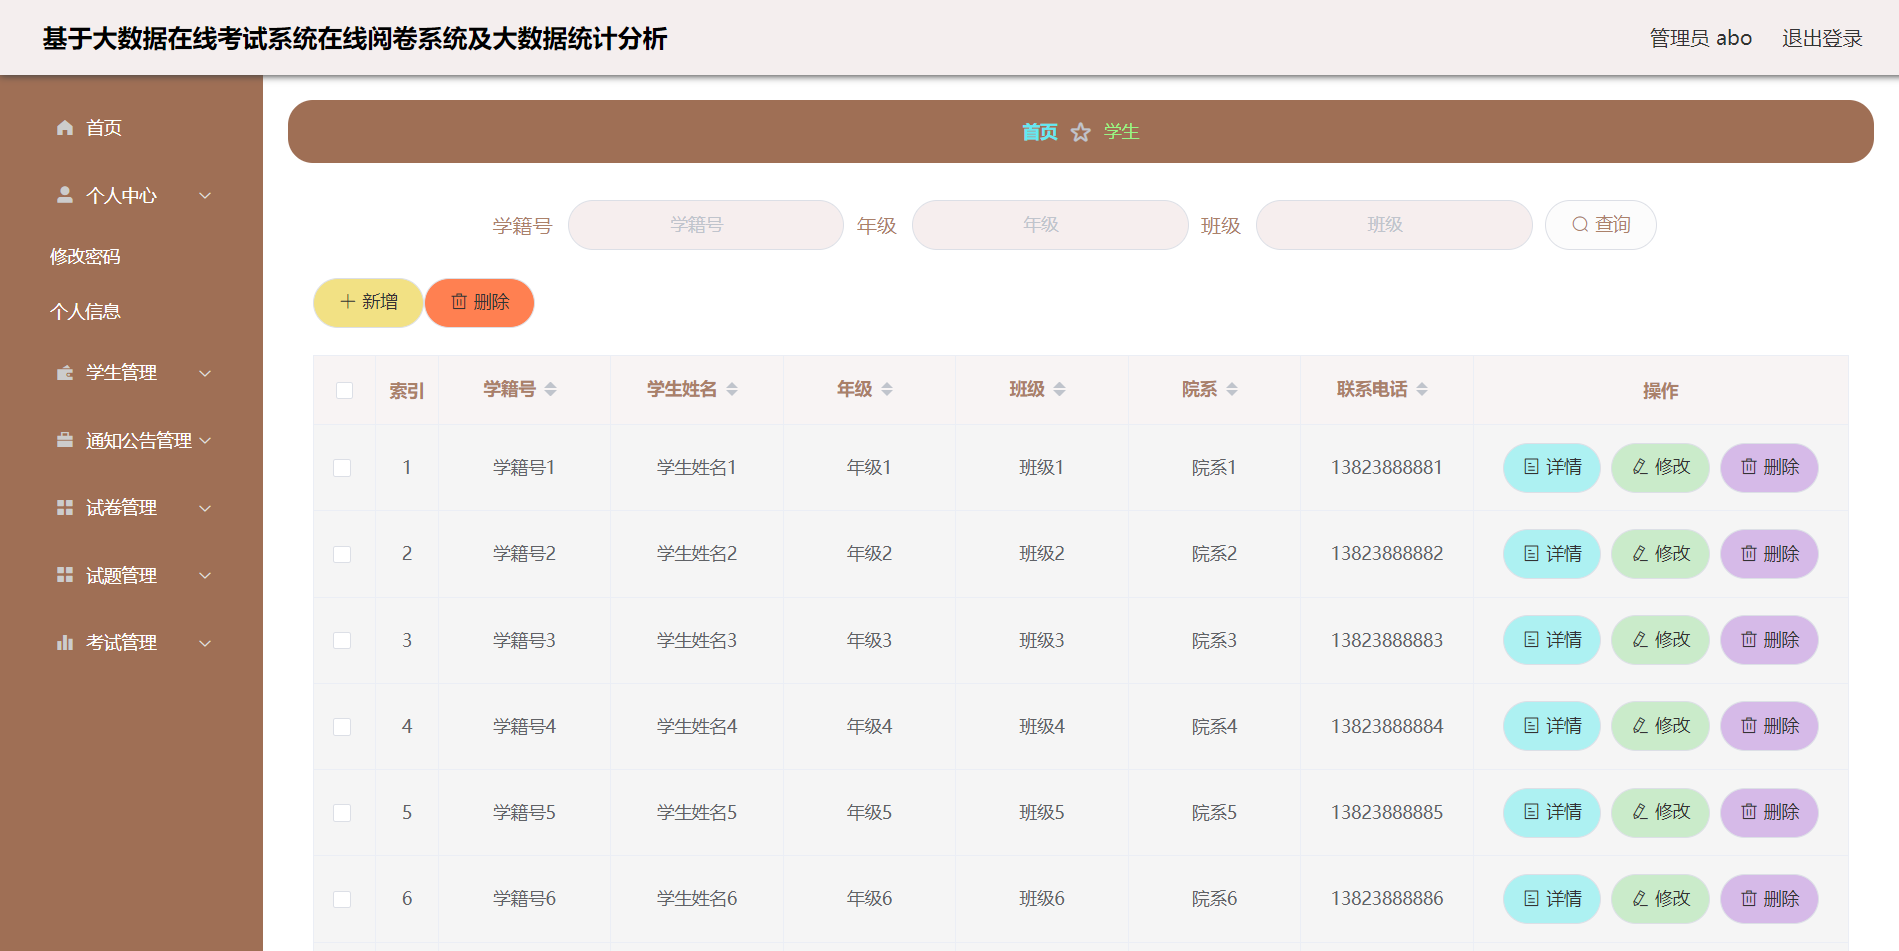 基于大数据在线考试系统在线阅卷系统及大数据统计分析
管理员 abo 退出登录
首页
个人中心
修改密码
个人信息
学生管理
通知公告管理
试卷管理
试题管理
考试管理
首页 学生
学籍号 学籍号 年级 年级 班级 班级 查询
新增 删除
索引 学籍号 学生姓名 年级 班级 院系 联系电话 操作
1 学籍号1 学生姓名1 年级1 班级1 院系1 13823888881 详情 修改 删除
2 学籍号2 学生姓名2 年级2 班级2 院系2 13823888882 详情 修改 删除
3 学籍号3 学生姓名3 年级3 班级3 院系3 13823888883 详情 修改 删除
4 学籍号4 学生姓名4 年级4 班级4 院系4 13823888884 详情 修改 删除
5 学籍号5 学生姓名5 年级5 班级5 院系5 13823888885 详情 修改 删除
6 学籍号6 学生姓名6 年级6 班级6 院系6 13823888886 详情 修改 删除